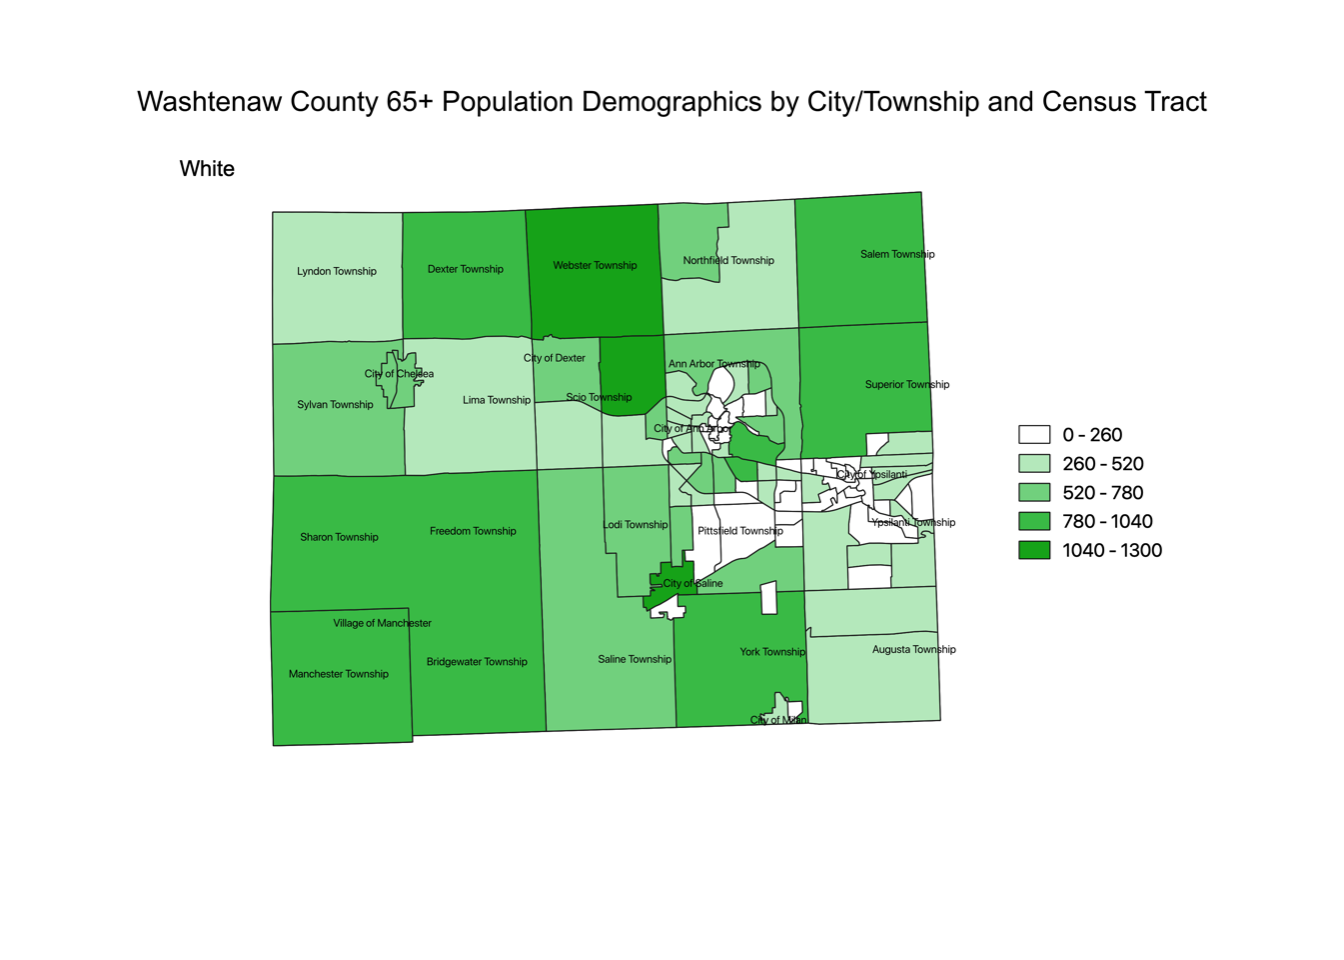 Washtenaw County 65+ Population Demographics by City/Township and Census Tract
White
Lyndon Township
Dexter Township
Webster Township
Northfield Township
Salem Township
City of Dexter
Ann Arbor Township
City of Chelsea
Superior Township
Sylvan Township
Lima Township
Scio Township
City of Ann Arbor
City of Ypsilanti
Sharon Township
Freedom Township
Lodi Township
Pittsfield Township
Ypsilanti Township
City of Saline
Village of Manchester
Manchester Township
Bridgewater Township
Saline Township
York Township
Augusta Township
City of Milan
0 - 260
260 - 520
520 - 780
780 - 1040
1040 - 1300